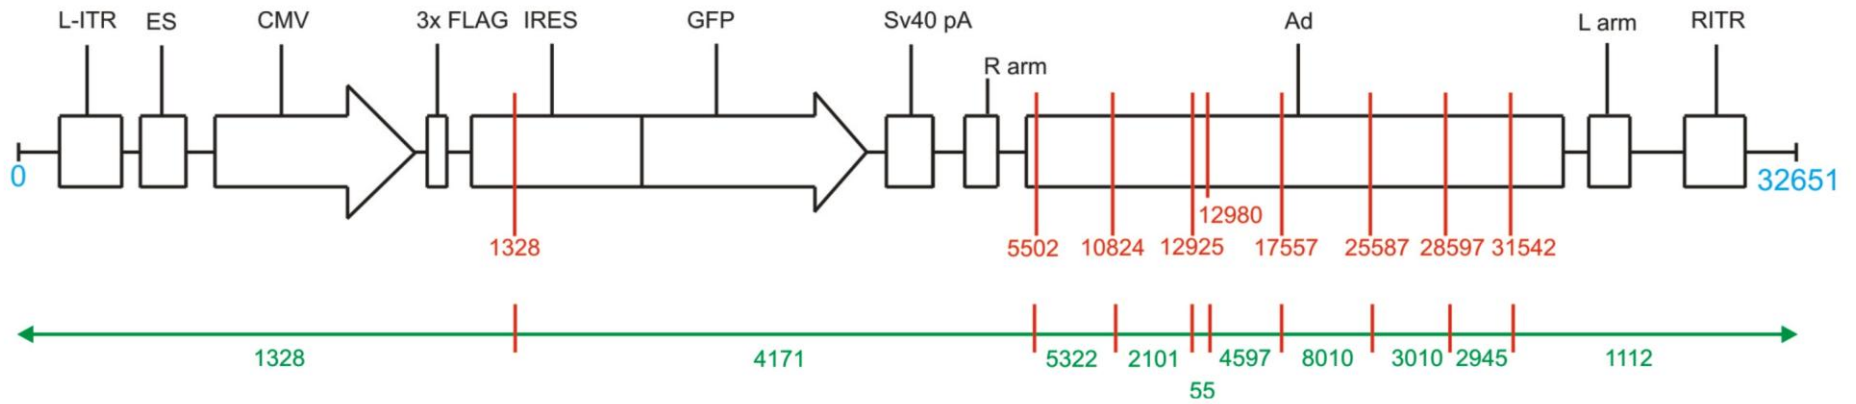 L-ITR ES CMV 3x FLAG IRES GFP Sv40 pA Ad L arm RITR
R arm
0 32651
12980
1328 5502 10824 12925 17557 25587 28597 31542
1328 4171 5322 2101 4597 8010 3010 2945 1112
55